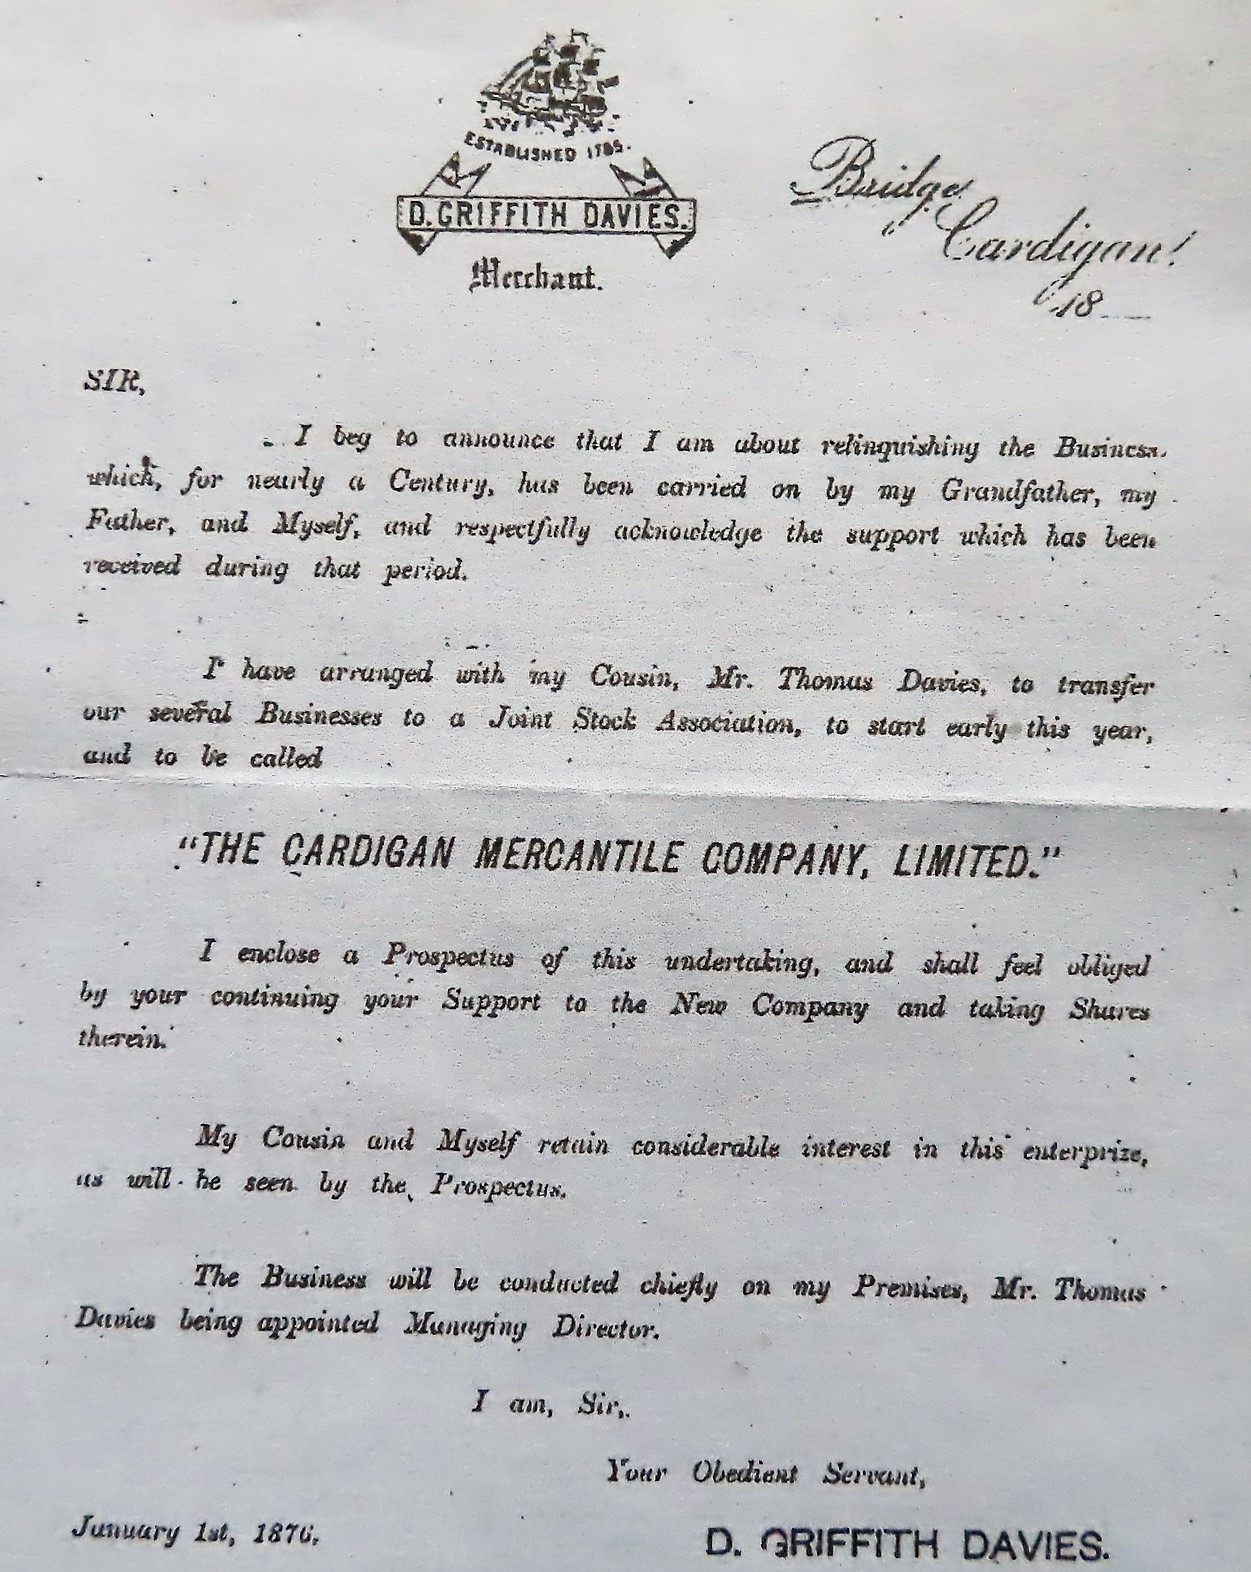 ESTABLISHED 1785.
D. GRIFFITH DAVIES.
Merchant.
Bridge,
Cardigan,
18
SIR,
I beg to announce that I am about relinquishing the Business
which, for nearly a Century, has been carried on by my Grandfather, my
Father, and Myself, and respectfully acknowledge the support which has been
received during that period.
I have arranged with my Cousin, Mr. Thomas Davies, to transfer
our several Businesses to a Joint Stock Association, to start early this year,
and to be called
"THE CARDIGAN MERCANTILE COMPANY, LIMITED."
I enclose a Prospectus of this undertaking, and shall feel obliged
by your continuing your Support to the New Company and taking Shares
therein.
My Cousin and Myself retain considerable interest in this enterprize,
as will be seen by the Prospectus.
The Business will be conducted chiefly on my Premises, Mr. Thomas
Davies being appointed Managing Director.
I am, Sir,
Your Obedient Servant,
January 1st, 1876.
D. GRIFFITH DAVIES.